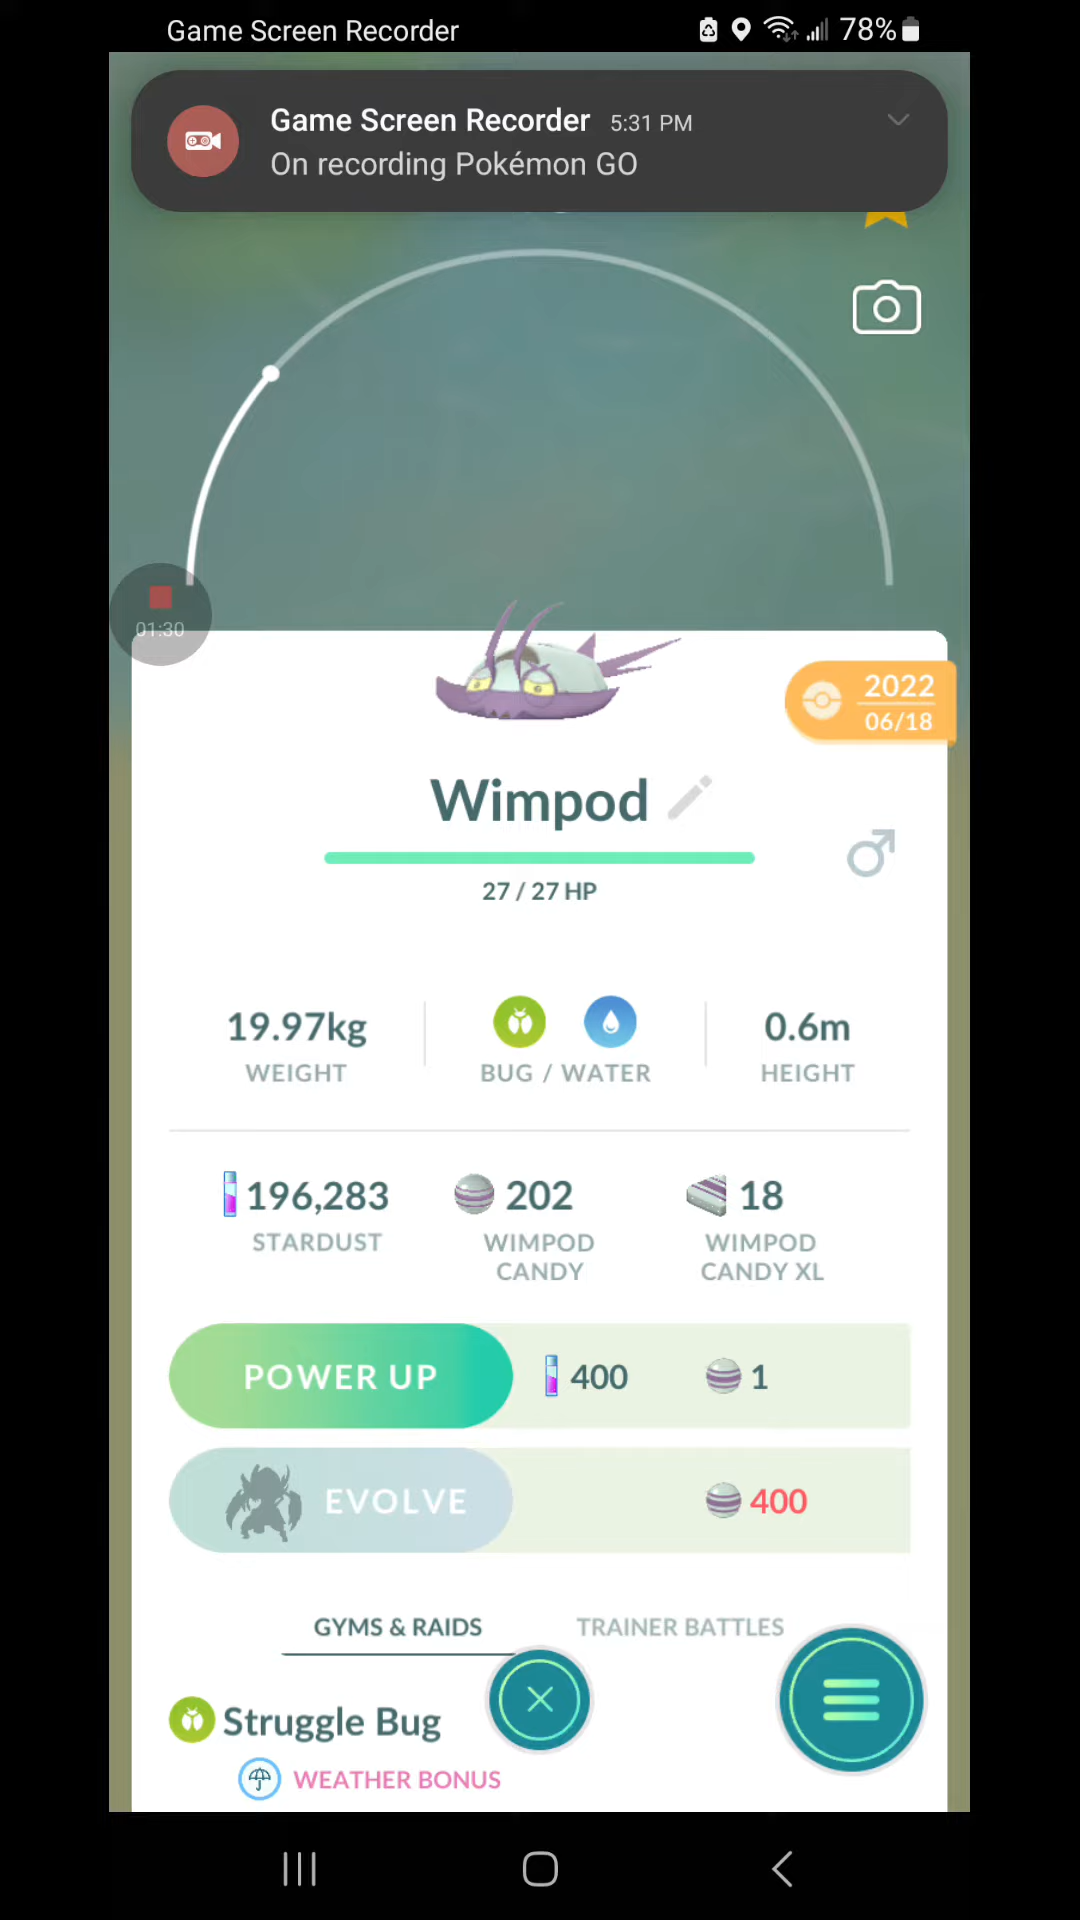 Game Screen Recorder
78%
Game Screen Recorder 5:31 PM
On recording Pokémon GO
01:30
2022
06/18
Wimpod
27 / 27 HP
19.97kg
WEIGHT
BUG / WATER
0.6m
HEIGHT
196,283
STARDUST
202
WIMPOD
CANDY
18
WIMPOD
CANDY XL
POWER UP
400
1
EVOLVE
400
GYMS & RAIDS
TRAINER BATTLES
Struggle Bug
WEATHER BONUS